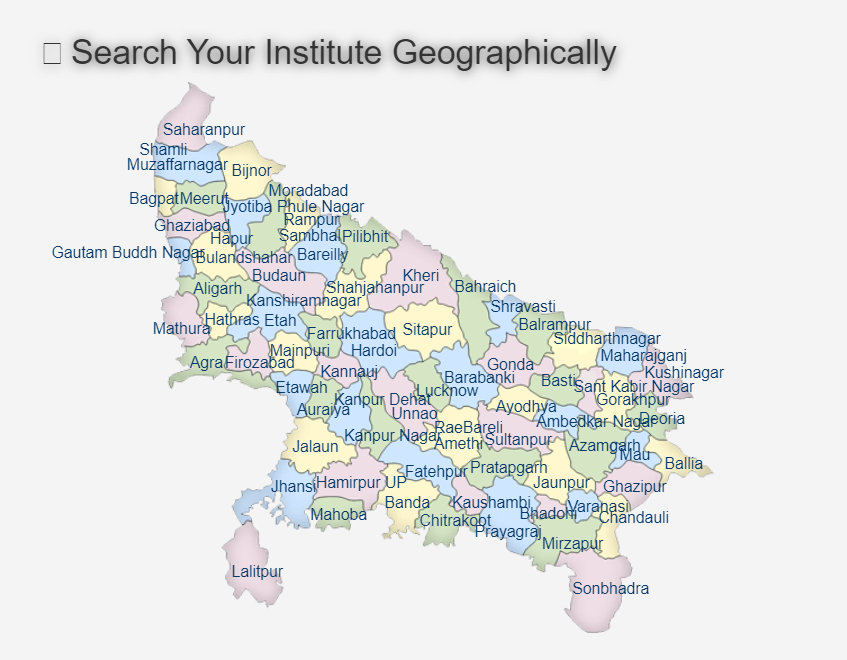 Search Your Institute Geographically
Saharanpur
Shamli
Muzaffarnagar
Bijnor
Moradabad
Bagpat
Meerut
Jyotiba Phule Nagar
Rampur
Ghaziabad
Hapur
Sambhal
Pilibhit
Gautam Buddh Nagar
Bulandshahar
Bareilly
Budaun
Kheri
Aligarh
Shahjahanpur
Bahraich
Kanshiramnagar
Shravasti
Mathura
Hathras
Etah
Farrukhabad
Sitapur
Balrampur
Siddharthnagar
Mainpuri
Hardoi
Maharajganj
Agra
Firozabad
Kannauj
Gonda
Kushinagar
Etawah
Lucknow
Barabanki
Basti
Sant Kabir Nagar
Auraiya
Kanpur Dehat
Unnao
Ayodhya
Gorakhpur
Ambedkar Nagar
Deoria
Jalaun
Kanpur Nagar
RaeBareli
Amethi
Sultanpur
Azamgarh
Mau
Ballia
Fatehpur
Pratapgarh
Jhansi
Hamirpur UP
Jaunpur
Ghazipur
Banda
Kaushambi
Varanasi
Mahoba
Chitrakoot
Bhadohi
Chandauli
Prayagraj
Mirzapur
Lalitpur
Sonbhadra